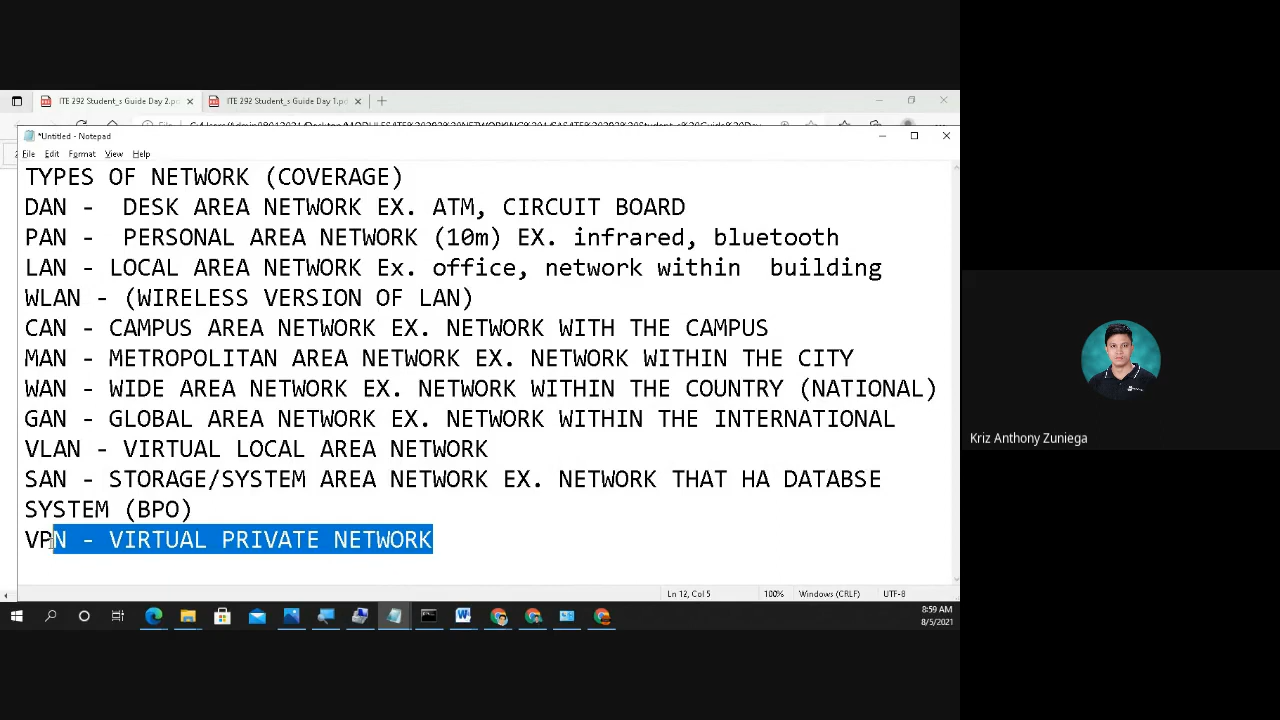 ITE 292 Student_s Guide Day 2.p
ITE 292 Student_s Guide Day 1.p
*Untitled - Notepad
File Edit Format View Help
TYPES OF NETWORK (COVERAGE)
DAN - DESK AREA NETWORK EX. ATM, CIRCUIT BOARD
PAN - PERSONAL AREA NETWORK (10m) EX. infrared, bluetooth
LAN - LOCAL AREA NETWORK Ex. office, network within building
WLAN - (WIRELESS VERSION OF LAN)
CAN - CAMPUS AREA NETWORK EX. NETWORK WITH THE CAMPUS
MAN - METROPOLITAN AREA NETWORK EX. NETWORK WITHIN THE CITY
WAN - WIDE AREA NETWORK EX. NETWORK WITHIN THE COUNTRY (NATIONAL)
GAN - GLOBAL AREA NETWORK EX. NETWORK WITHIN THE INTERNATIONAL
VLAN - VIRTUAL LOCAL AREA NETWORK
SAN - STORAGE/SYSTEM AREA NETWORK EX. NETWORK THAT HA DATABSE
SYSTEM (BPO)
VPN - VIRTUAL PRIVATE NETWORK
Ln 12, Col 5 100% Windows (CRLF) UTF-8
8:59 AM
8/5/2021
Kriz Anthony Zuniega